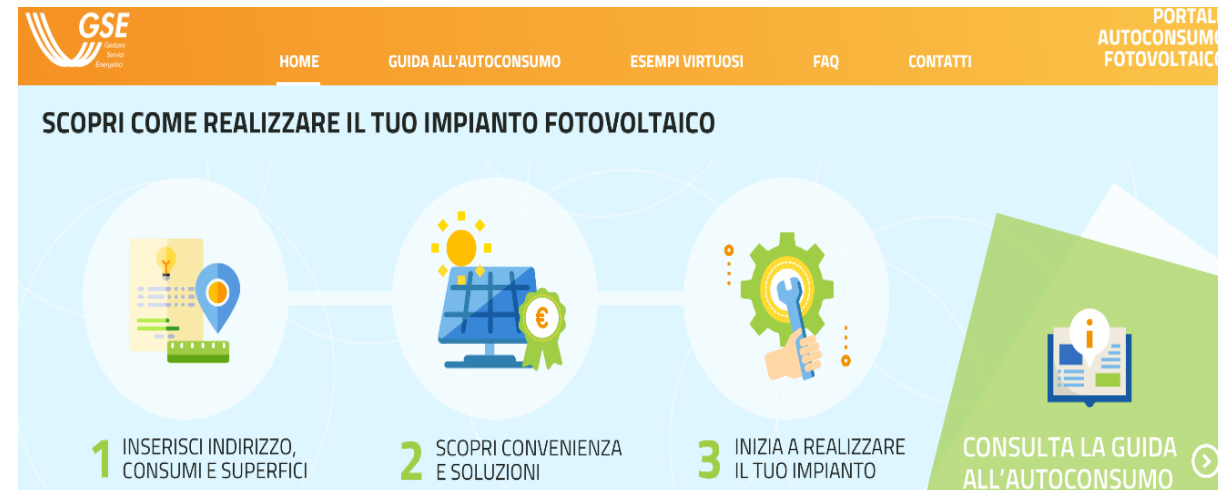 GSE
Gestore
Servizi
Energetici
HOME
GUIDA ALL'AUTOCONSUMO
ESEMPI VIRTUOSI
FAQ
CONTATTI
PORTAL
AUTOCONSUMO
FOTOVOLTAICO
SCOPRI COME REALIZZARE IL TUO IMPIANTO FOTOVOLTAICO
€
i
1 INSERISCI INDIRIZZO,
CONSUMI E SUPERFICI
2 SCOPRI CONVENIENZA
E SOLUZIONI
3 INIZIA A REALIZZARE
IL TUO IMPIANTO
CONSULTA LA GUIDA
ALL'AUTOCONSUMO